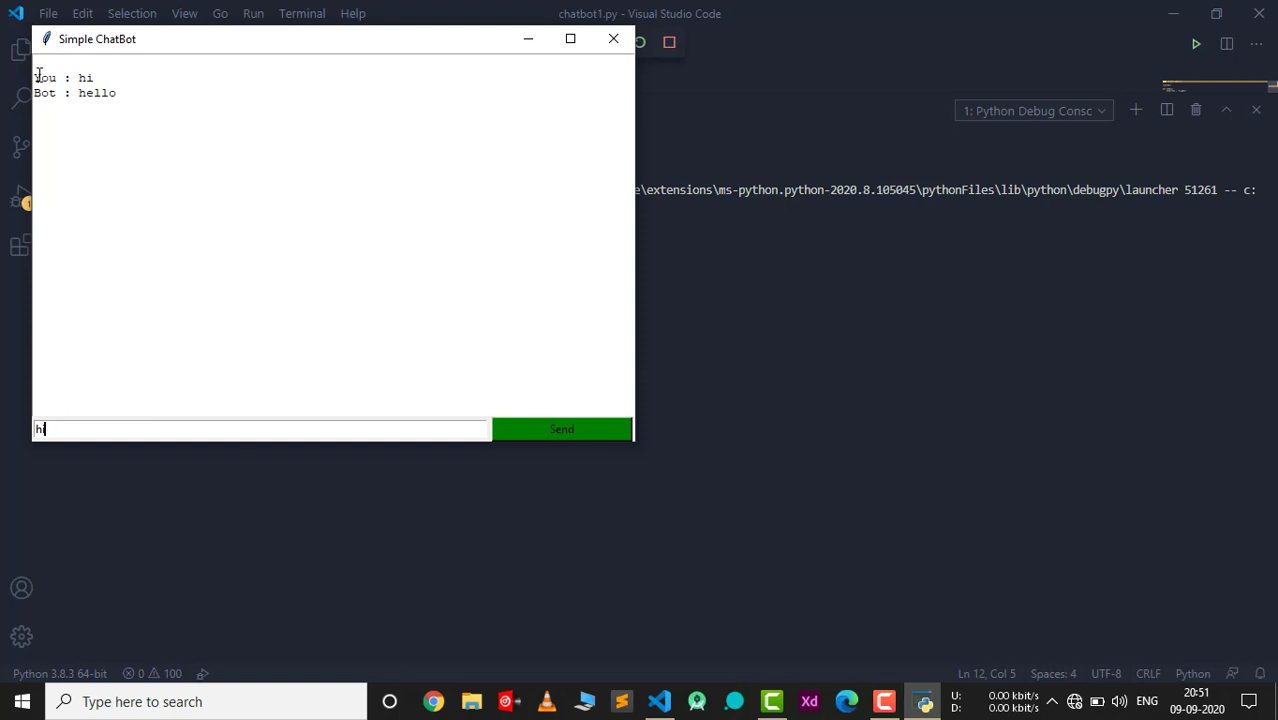 File Edit Selection View Go Run Terminal Help
chatbot1.py - Visual Studio Code
Simple ChatBot
You : hi
Bot : hello
1: Python Debug Consc
e\extensions\ms-python.python-2020.8.105045\pythonFiles\lib\python\debugpy\launcher 51261 -- c:
hi
Send
1
Python 3.8.3 64-bit
0
100
Ln 12, Col 5
Spaces: 4
UTF-8
CRLF
Python
Type here to search
Xd
U: 0.00 kbit/s
D: 0.00 kbit/s
ENG
20:51
09-09-2020